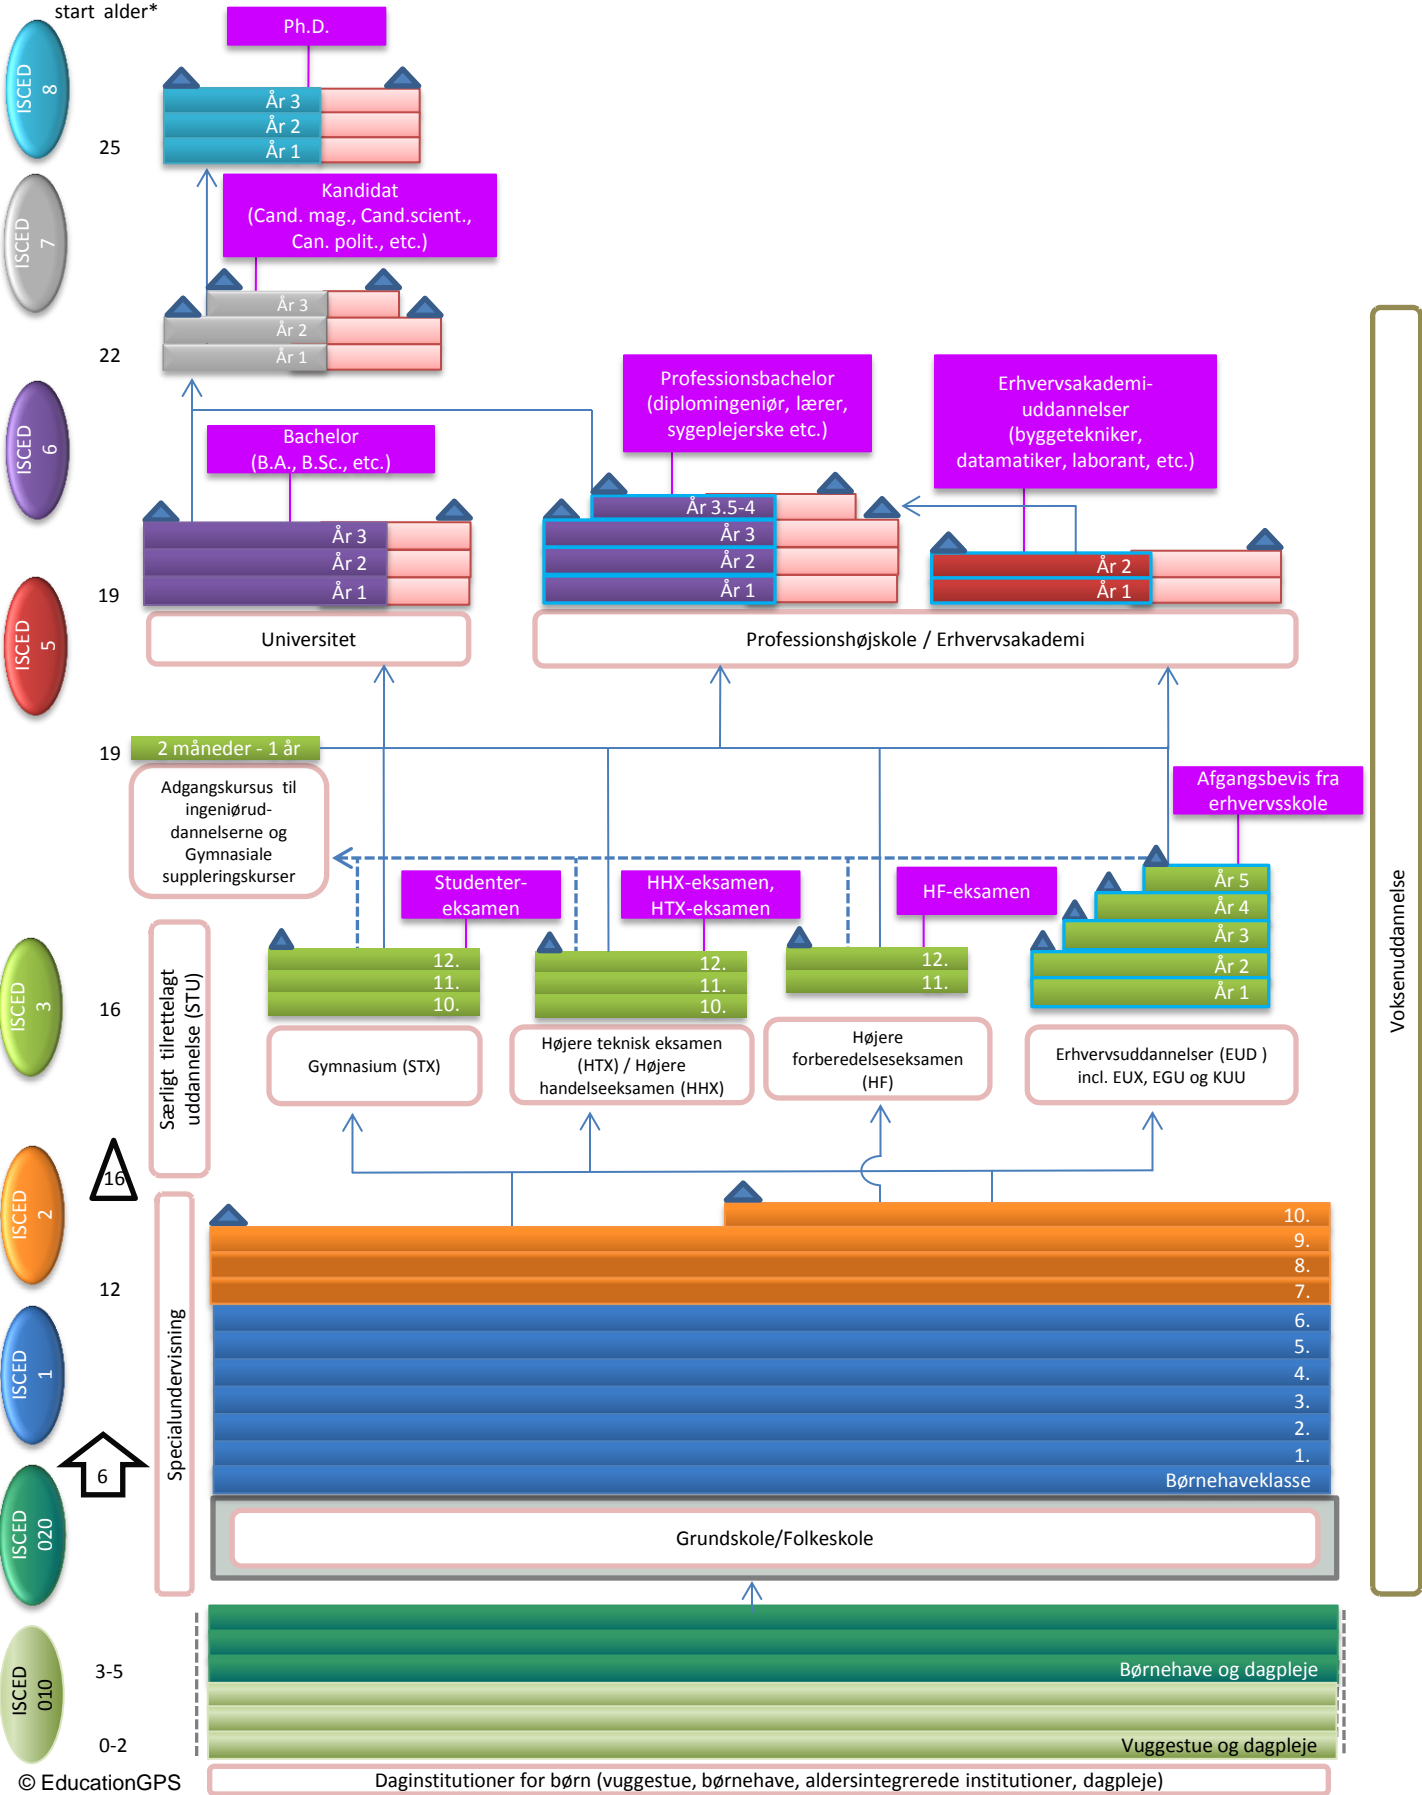 start alder*
Ph.D.
ISCED
8
År 3
År 2
År 1
25
Kandidat
(Cand. mag., Cand.scient.,
Can. polit., etc.)
ISCED
7
År 3
År 2
År 1
22
Professionsbachelor
(diplomingeniør, lærer,
sygeplejerske etc.)
Erhvervsakademi-
uddannelser
(byggetekniker,
datamatiker, laborant, etc.)
ISCED
6
Bachelor
(B.A., B.Sc., etc.)
År 3
År 2
År 1
År 3.5-4
År 3
År 2
År 1
År 2
År 1
19
ISCED
5
Universitet
Professionshøjskole / Erhvervsakademi
19
2 måneder - 1 år
Adgangskursus til
ingeniørud-
dannelserne og
Gymnasiale
suppleringskurser
Afgangsbevis fra
erhvervsskole
Studenter-
eksamen
HHX-eksamen,
HTX-eksamen
HF-eksamen
År 5
År 4
År 3
År 2
År 1
12.
11.
10.
12.
11.
10.
12.
11.
ISCED
3
16
Særligt tilrettelagt
uddannelse (STU)
Gymnasium (STX)
Højere teknisk eksamen
(HTX) / Højere
handelseeksamen (HHX)
Højere
forberedelseseksamen
(HF)
Erhvervsuddannelser (EUD )
incl. EUX, EGU og KUU
Voksenuddannelse
16
ISCED
2
10.
9.
8.
7.
12
6.
5.
4.
3.
2.
1.
Børnehaveklasse
ISCED
1
Specialundervisning
6
ISCED
020
Grundskole/Folkeskole
ISCED
010
3-5
Børnehave og dagpleje
0-2
Vuggestue og dagpleje
© EducationGPS
Daginstitutioner for børn (vuggestue, børnehave, aldersintegrerede institutioner, dagpleje)